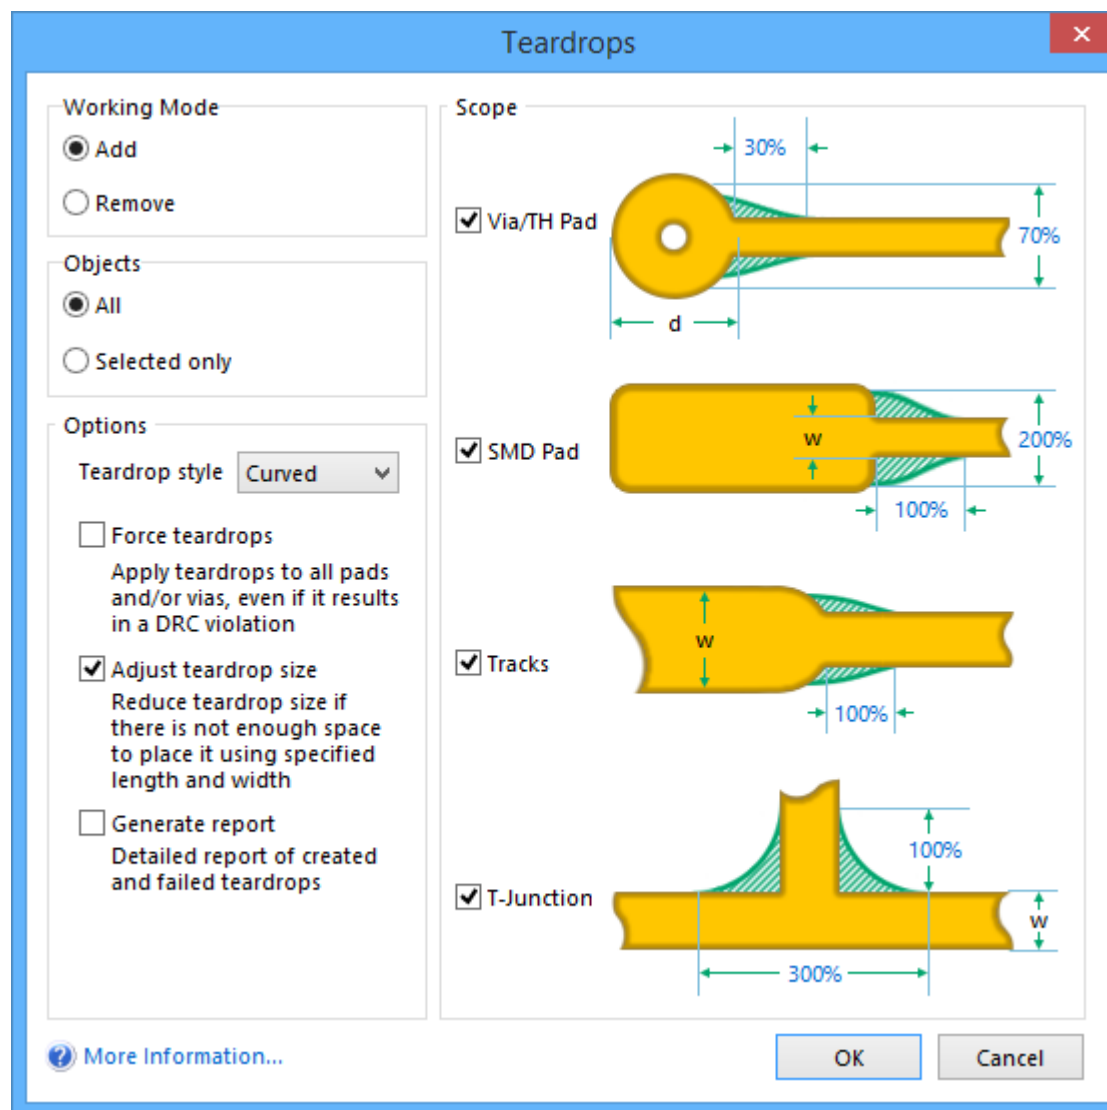 Teardrops
Working Mode
Add
Remove
Objects
All
Selected only
Options
Teardrop style Curved
Force teardrops
Apply teardrops to all pads
and/or vias, even if it results
in a DRC violation
Adjust teardrop size
Reduce teardrop size if
there is not enough space
to place it using specified
length and width
Generate report
Detailed report of created
and failed teardrops
Scope
30%
Via/TH Pad
70%
d
SMD Pad
w
200%
100%
Tracks
w
100%
T-Junction
100%
w
300%
More Information...
OK
Cancel